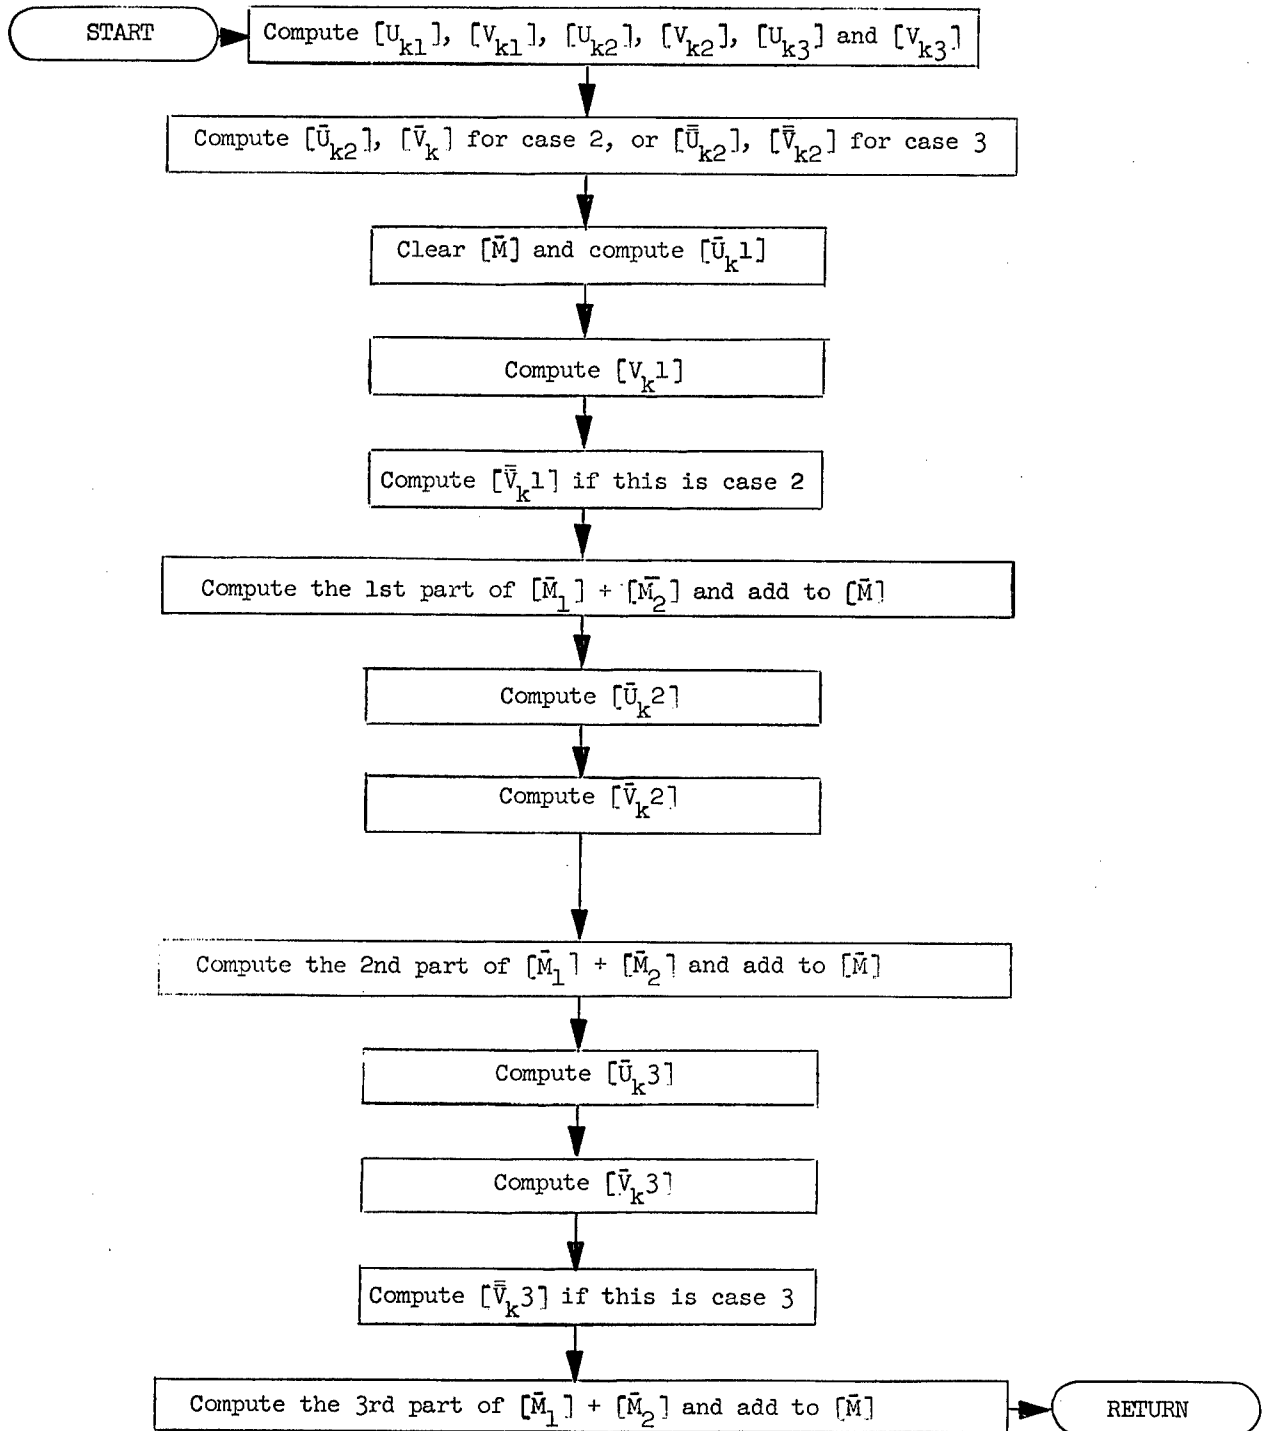 START
Compute [U_k1], [V_k1], [U_k2], [V_k2], [U_k3] and [V_k3]
Compute [Ū_k2], [V̄_k] for case 2, or [Ū̄_k2], [V̄̄_k2] for case 3
Clear [M̄] and compute [Ū_k1]
Compute [V_k1]
Compute [V̄̄_k1] if this is case 2
Compute the 1st part of [M̄_1] + [M̄_2] and add to [M̄]
Compute [Ū_k2]
Compute [V̄_k2]
Compute the 2nd part of [M̄_1] + [M̄_2] and add to [M̄]
Compute [Ū_k3]
Compute [V̄_k3]
Compute [V̄̄_k3] if this is case 3
Compute the 3rd part of [M̄_1] + [M̄_2] and add to [M̄]
RETURN